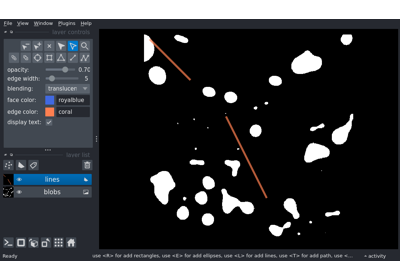 File View Window Plugins Help
layer controls
opacity: 0.70
edge width: 5
blending: translucen
face color: royalblue
edge color: coral
display text:
layer list
lines
blobs
Ready use <R> for add rectangles, use <E> for add ellipses, use <L> for add lines, use <T> for add path, use <... activity